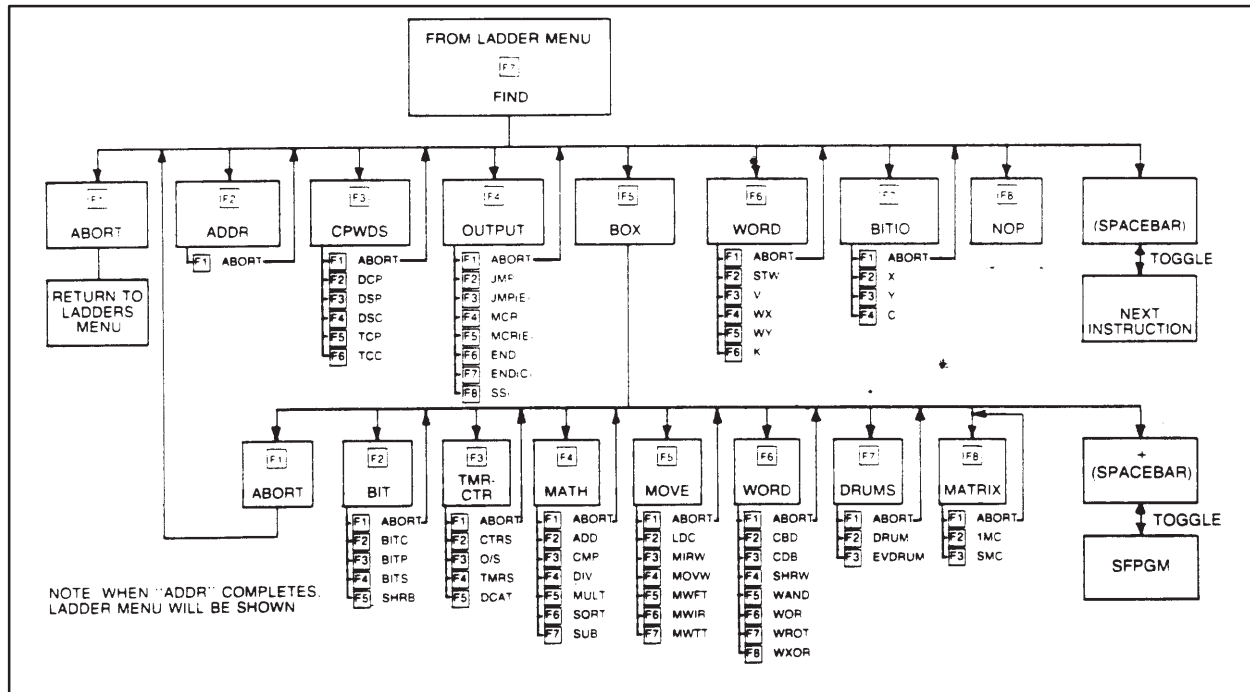 FROM LADDER MENU
F7
FIND
F1
ABORT
RETURN TO
LADDERS
MENU
F2
ADDR
F1 ABORT
F3
CPWDS
F1 ABORT
F2 DCP
F3 DSP
F4 DSC
F5 TCP
F6 TCC
F4
OUTPUT
F1 ABORT
F2 JMP
F3 JMP(E)
F4 MCR
F5 MCR(E)
F6 END
F7 END(C)
F8
F5
BOX
F6
WORD
F1 ABORT
F2 STW
F3 V
F4 WX
F5 WY
F6 K
F7
BITIO
F1 ABORT
F2 X
F3 Y
F4 C
F8
NOP
(SPACEBAR)
TOGGLE
NEXT
INSTRUCTION
F1
ABORT
F2
BIT
F1 ABORT
F2 BITC
F3 BITP
F4 BITS
F5 SHRB
F3
TMR-
CTR
F1 ABORT
F2 CTRS
F3 O/S
F4 TMRS
F5 DCAT
F4
MATH
F1 ABORT
F2 ADD
F3 CMP
F4 DIV
F5 MULT
F6 SQRT
F7 SUB
F5
MOVE
F1 ABORT
F2 LDC
F3 MIRW
F4 MOVW
F5 MWFT
F6 MWIR
F7 MWTT
F6
WORD
F1 ABORT
F2 CBD
F3 CDB
F4 SHRW
F5 WAND
F6 WOR
F7 WROT
F8 WXOR
F7
DRUMS
F1 ABORT
F2 DRUM
F3 EVDRUM
F8
MATRIX
F1 ABORT
F2 1MC
F3 SMC
+
(SPACEBAR)
TOGGLE
SFPGM
NOTE WHEN "ADDR" COMPLETES.
LADDER MENU WILL BE SHOWN